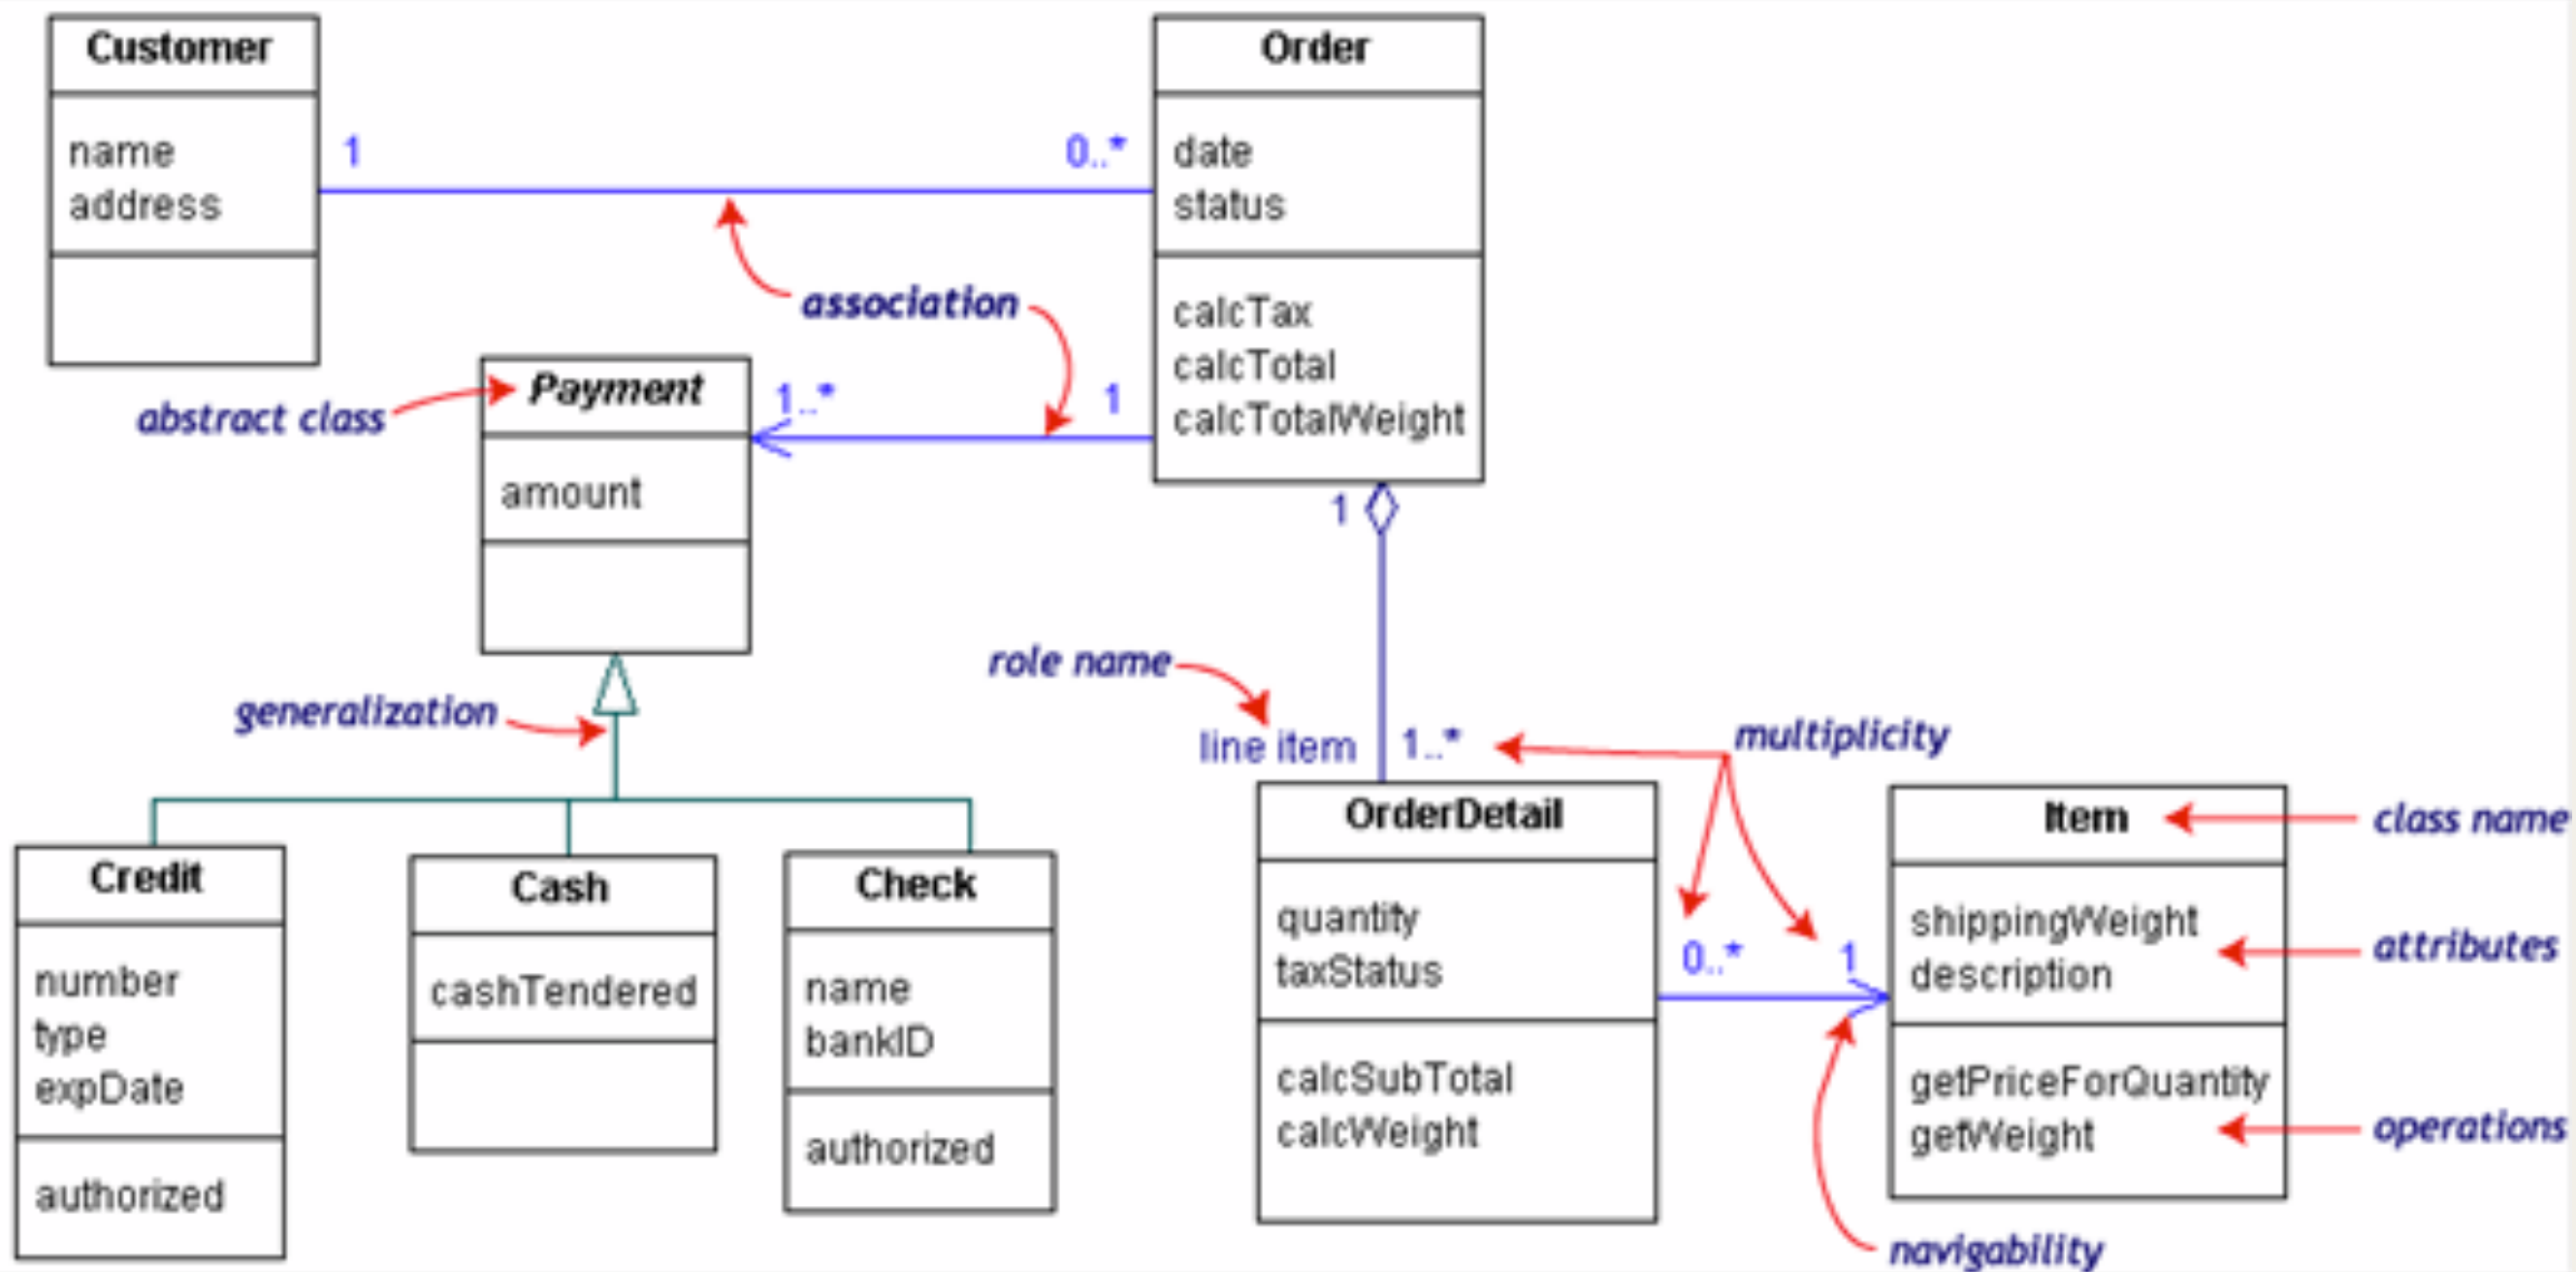 Customer
name
address
1
0..*
Order
date
status
calcTax
calcTotal
calcTotalWeight
association
abstract class
Payment
amount
1..*
1
1
role name
line item
1..*
multiplicity
generalization
Credit
number
type
expDate
authorized
Cash
cashTendered
Check
name
bankID
authorized
OrderDetail
quantity
taxStatus
calcSubTotal
calcWeight
0..*
1
Item
shippingWeight
description
getPriceForQuantity
getWeight
class name
attributes
operations
navigability